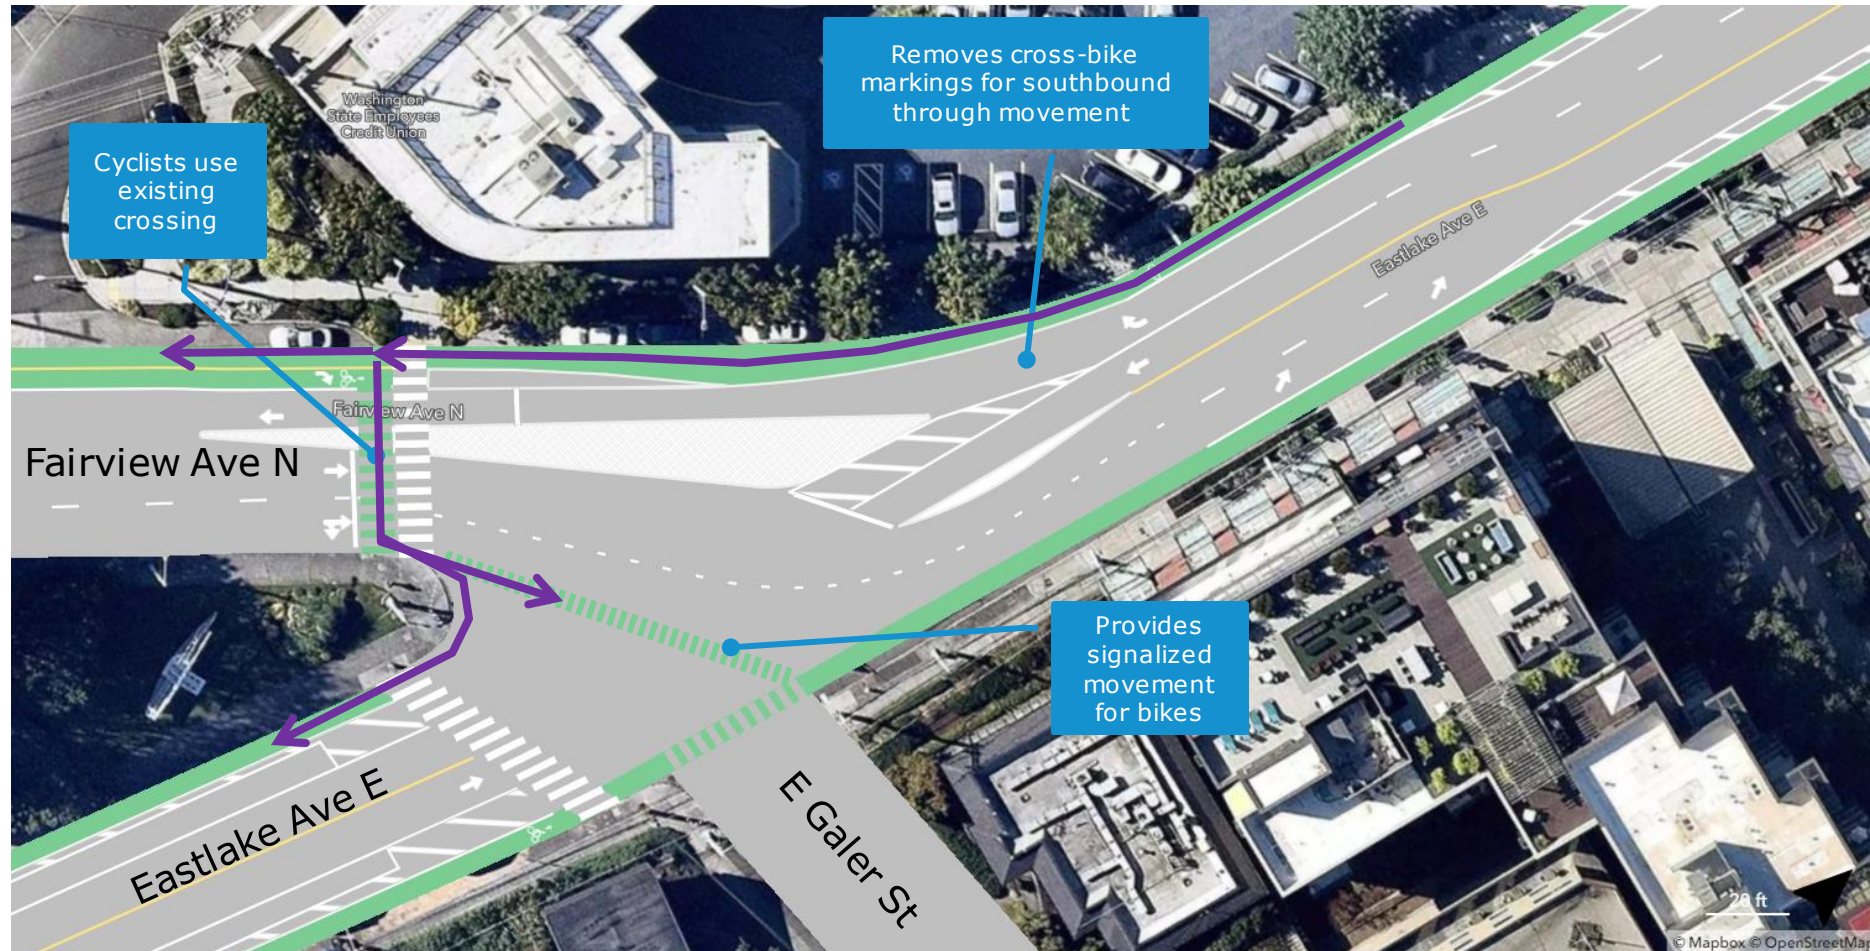 Removes cross-bike
markings for southbound
through movement
Washington
State Employees
Credit Union
Cyclists use
existing
crossing
Eastlake Ave E
Fairview Ave N
Fairview Ave N
Provides
signalized
movement
for bikes
Eastlake Ave E
E Galer St
20 ft
© Mapbox © OpenStreetMap